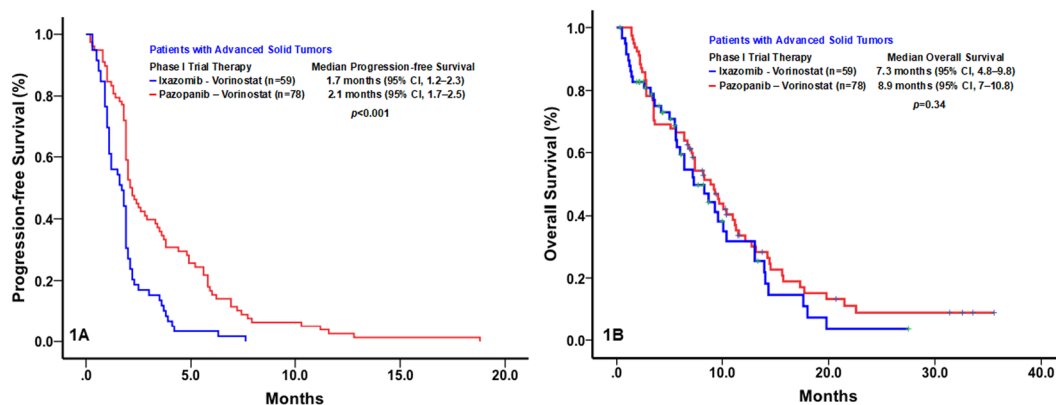 Patients with Advanced Solid Tumors
Phase I Trial Therapy Median Progression-free Survival
Ixazomib - Vorinostat (n=59) 1.7 months (95% CI, 1.2–2.3)
Pazopanib – Vorinostat (n=78) 2.1 months (95% CI, 1.7–2.5)
p<0.001
Progression-free Survival (%)
1.0
0.8
0.6
0.4
0.2
0.0
1A
.0 5.0 10.0 15.0 20.0
Months
Patients with Advanced Solid Tumors
Phase I Trial Therapy Median Overall Survival
Ixazomib - Vorinostat (n=59) 7.3 months (95% CI, 4.8–9.8)
Pazopanib – Vorinostat (n=78) 8.9 months (95% CI, 7–10.8)
p=0.34
Overall Survival (%)
1.0
0.8
0.6
0.4
0.2
0.0
1B
.0 10.0 20.0 30.0 40.0
Months